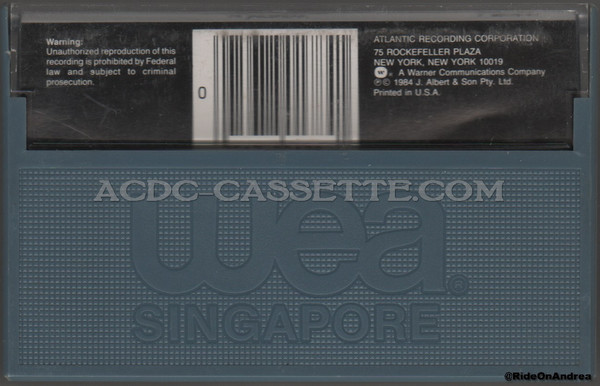 Warning:
Unauthorized reproduction of this
recording is prohibited by Federal
law and subject to criminal
prosecution.
0
ATLANTIC RECORDING CORPORATION
75 ROCKEFELLER PLAZA
NEW YORK, NEW YORK 10019
w ®. A Warner Communications Company
℗© 1984 J. Albert & Son Pty. Ltd.
Printed in U.S.A.
ACDC-CASSETTE.COM
wea®
SINGAPORE
@RideOnAndrea